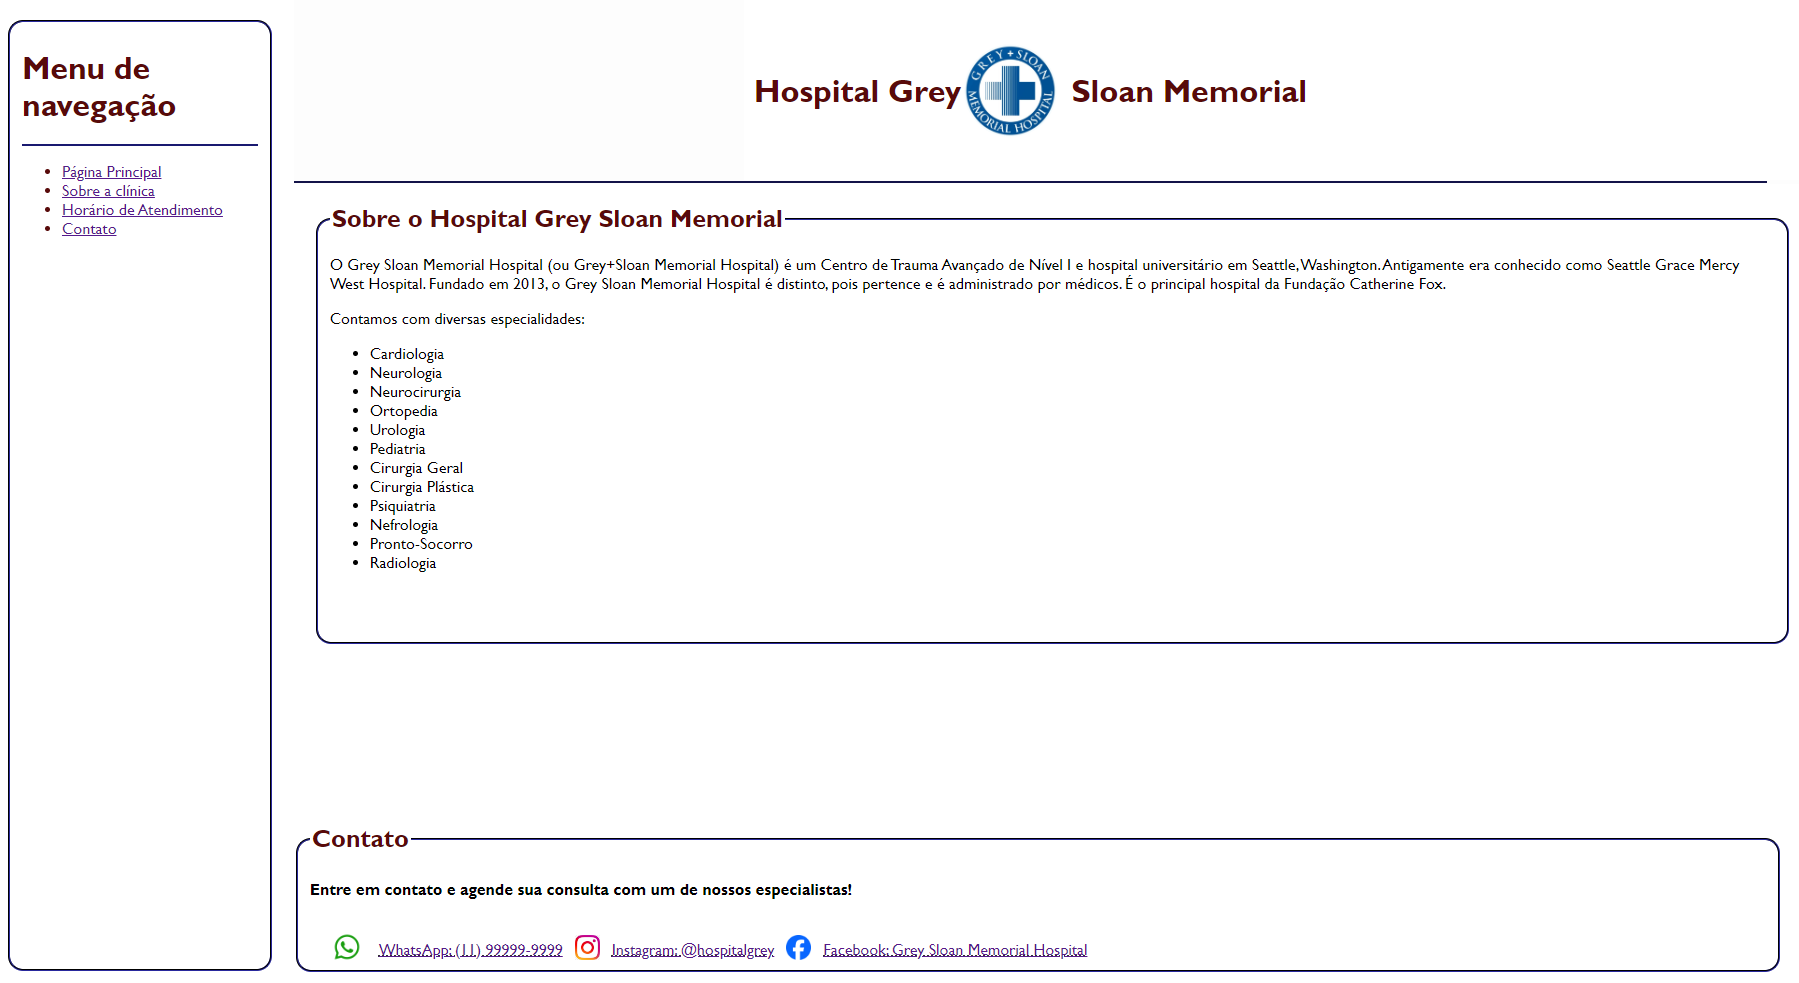 Menu de
navegação
Página Principal
Sobre a clínica
Horário de Atendimento
Contato
Hospital Grey
GREY+SLOAN
MEMORIAL HOSPITAL
Sloan Memorial
Sobre o Hospital Grey Sloan Memorial
O Grey Sloan Memorial Hospital (ou Grey+Sloan Memorial Hospital) é um Centro de Trauma Avançado de Nível I e hospital universitário em Seattle, Washington. Antigamente era conhecido como Seattle Grace Mercy
West Hospital. Fundado em 2013, o Grey Sloan Memorial Hospital é distinto, pois pertence e é administrado por médicos. É o principal hospital da Fundação Catherine Fox.
Contamos com diversas especialidades:
Cardiologia
Neurologia
Neurocirurgia
Ortopedia
Urologia
Pediatria
Cirurgia Geral
Cirurgia Plástica
Psiquiatria
Nefrologia
Pronto-Socorro
Radiologia
Contato
Entre em contato e agende sua consulta com um de nossos especialistas!
WhatsApp: (11) 99999-9999 Instagram: @hospitalgrey Facebook: Grey Sloan Memorial Hospital